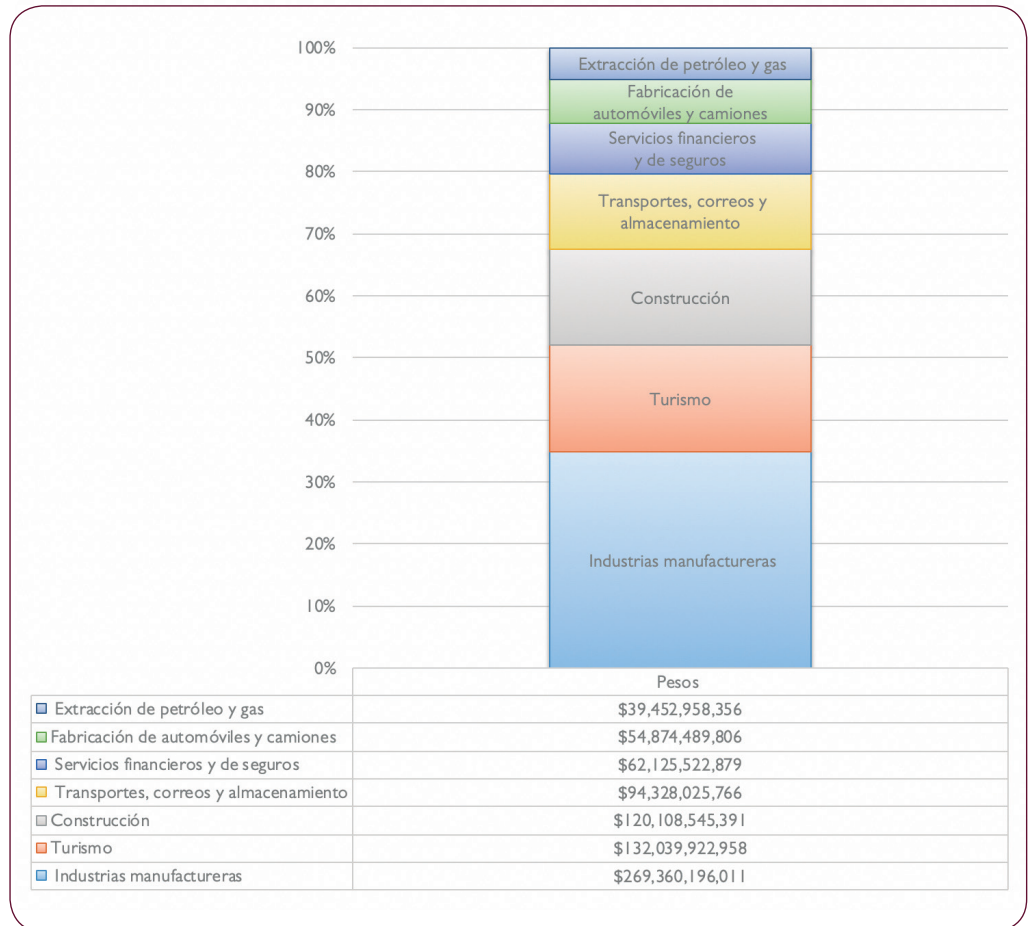 100%
90%
80%
70%
60%
50%
40%
30%
20%
10%
0%
Extracción de petróleo y gas
Fabricación de
automóviles y camiones
Servicios financieros
y de seguros
Transportes, correos y
almacenamiento
Construcción
Turismo
Industrias manufactureras
Pesos
Extracción de petróleo y gas $39,452,958,356
Fabricación de automóviles y camiones $54,874,489,806
Servicios financieros y de seguros $62,125,522,879
Transportes, correos y almacenamiento $94,328,025,766
Construcción $120,108,545,391
Turismo $132,039,922,958
Industrias manufactureras $269,360,196,011